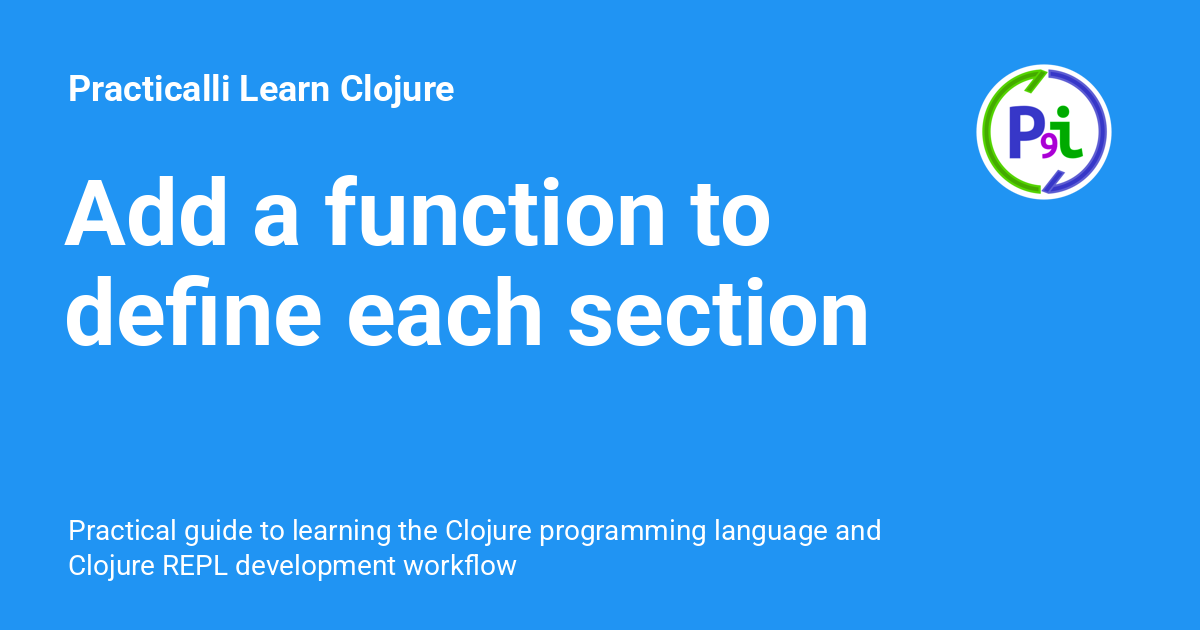 Practicalli Learn Clojure
P9i
Add a function to
define each section
Practical guide to learning the Clojure programming language and
Clojure REPL development workflow